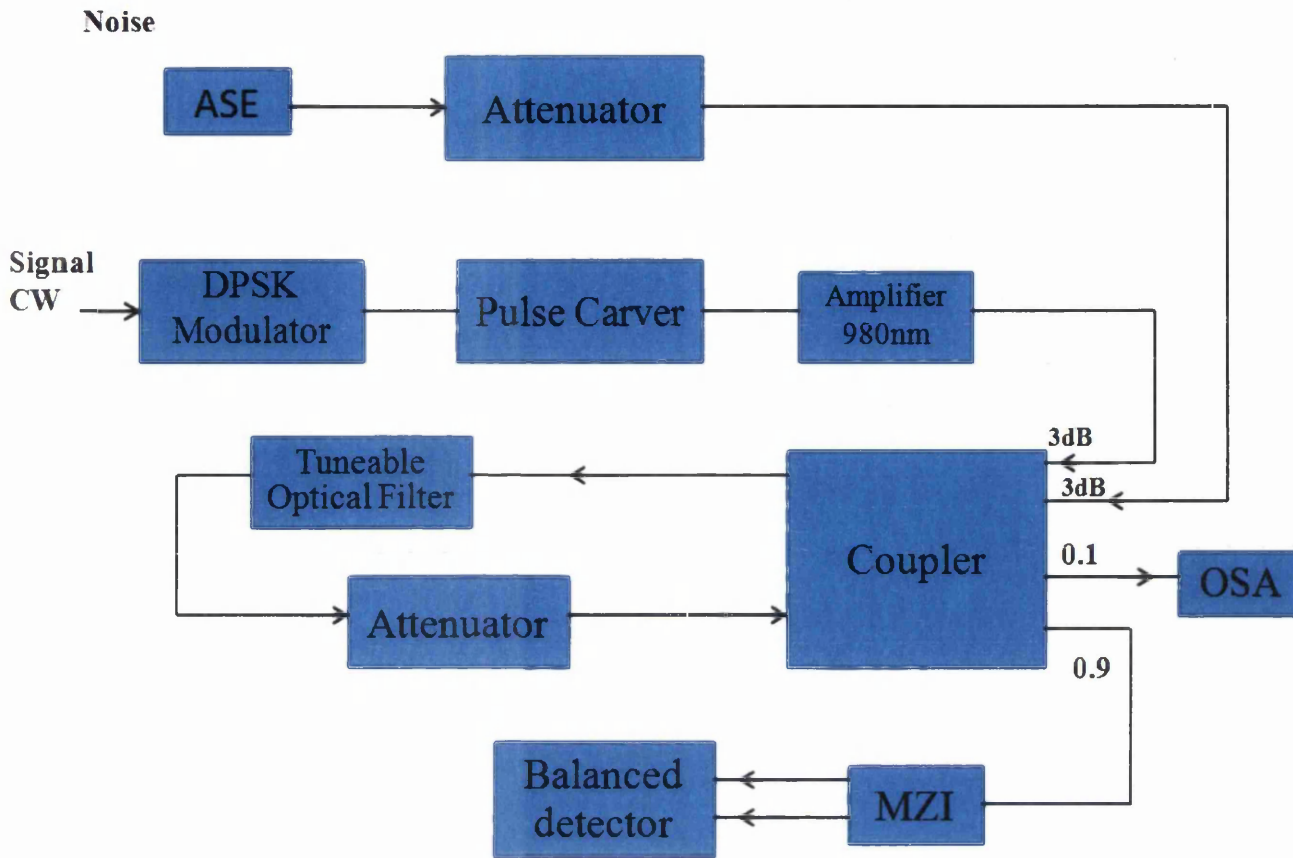 Noise
ASE
Attenuator
Signal
CW
DPSK
Modulator
Pulse Carver
Amplifier
980nm
3dB
3dB
Tuneable
Optical Filter
Coupler
0.1
OSA
Attenuator
0.9
Balanced
detector
MZI